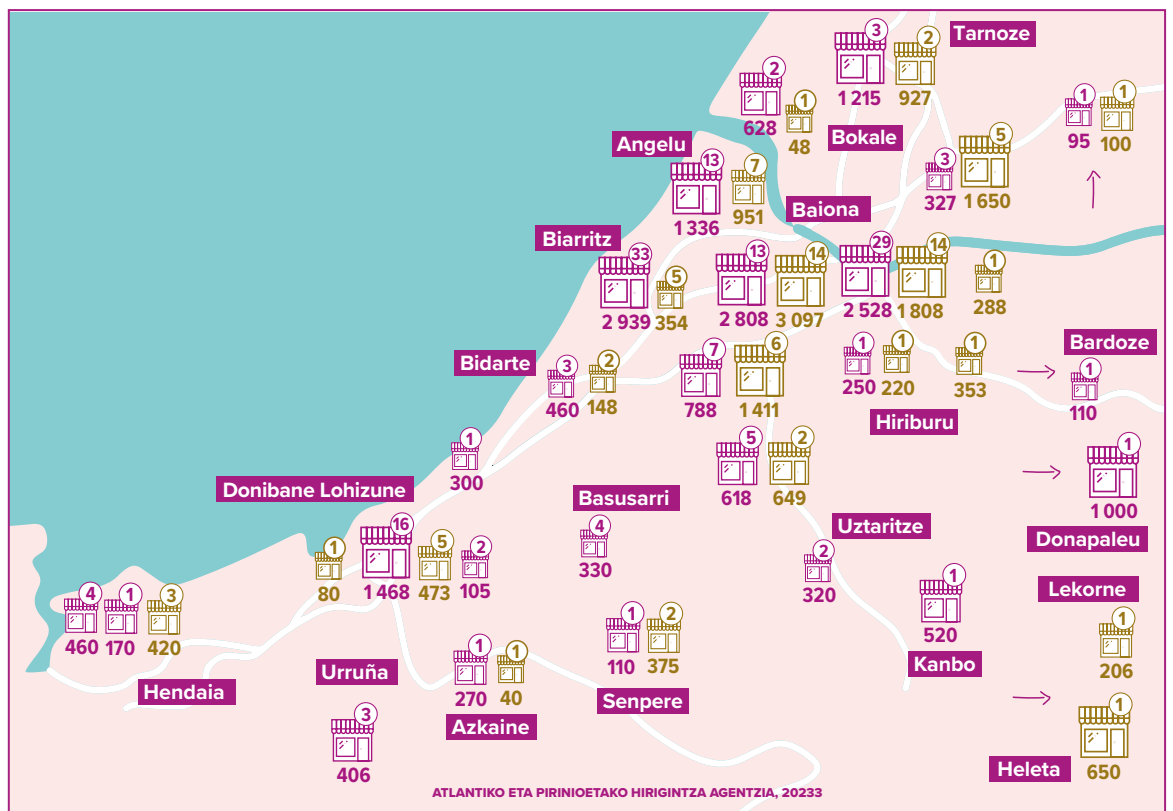 3 2 Tarnoze
2 1 215 927 1 1
628 1 48 Bokale 95 100
Angelu 13 7 3 5
1 336 951 327 1 650
Baiona
Biarritz 33 5 13 14 29 14 1
2 939 354 2 808 3 097 2 528 1 808 288
Bidarte 3 2 7 6 1 1 1 Bardoze
460 148 788 1 411 250 220 353 1
110
Hiriburu
1 5 2 1
300 618 649 1 000
Donibane Lohizune Basusarri Uztaritze Donapaleu
1 16 5 2 4 2
80 1 468 473 105 330 320
4 1 3 1 Lekorne
460 170 420 520 1
206
1 2
110 375
Hendaia Urruña 1 1 Senpere Kanbo
270 40
Azkaine
3 1
406 Heleta 650
ATLANTIKO ETA PIRINIOETAKO HIRIGINTZA AGENTZIA, 20233